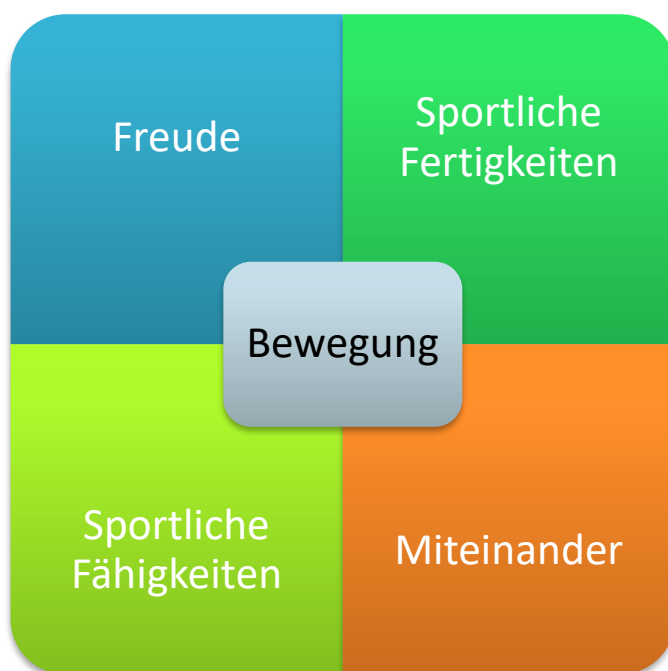 Freude
Sportliche
Fertigkeiten
Bewegung
Sportliche
Fähigkeiten
Miteinander